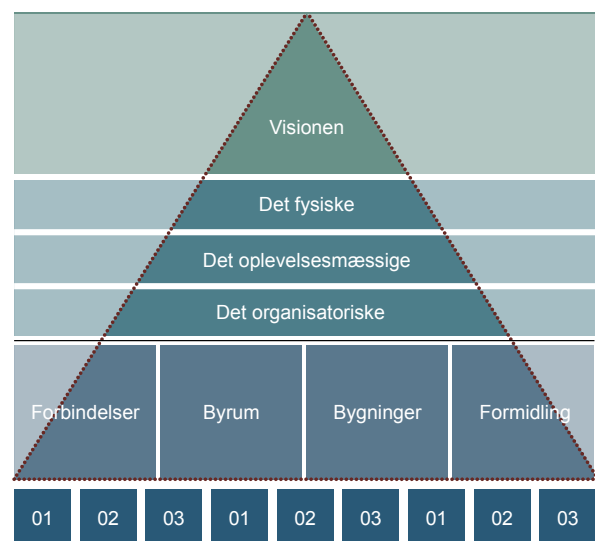 Visionen
Det fysiske
Det oplevelsesmæssige
Det organisatoriske
Forbindelser Byrum Bygninger Formidling
01 02 03 01 02 03 01 02 03